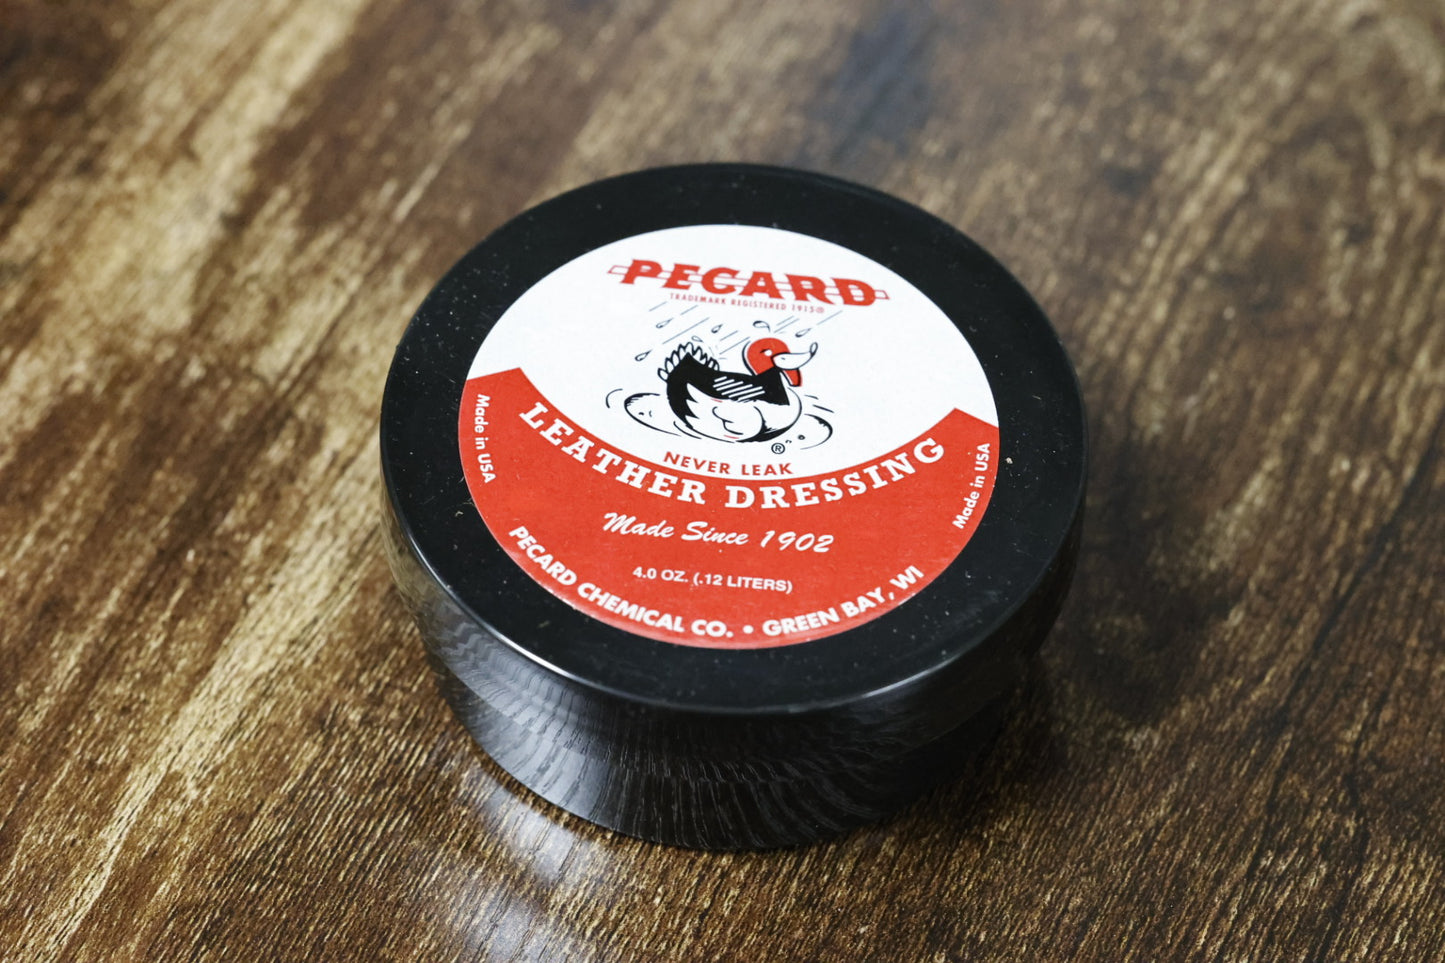 PECARD
TRADEMARK REGISTERED 1915®
®
NEVER LEAK
LEATHER DRESSING
Made in USA
Made in USA
Made Since 1902
4.0 OZ. (.12 LITERS)
PECARD CHEMICAL CO. • GREEN BAY, WI